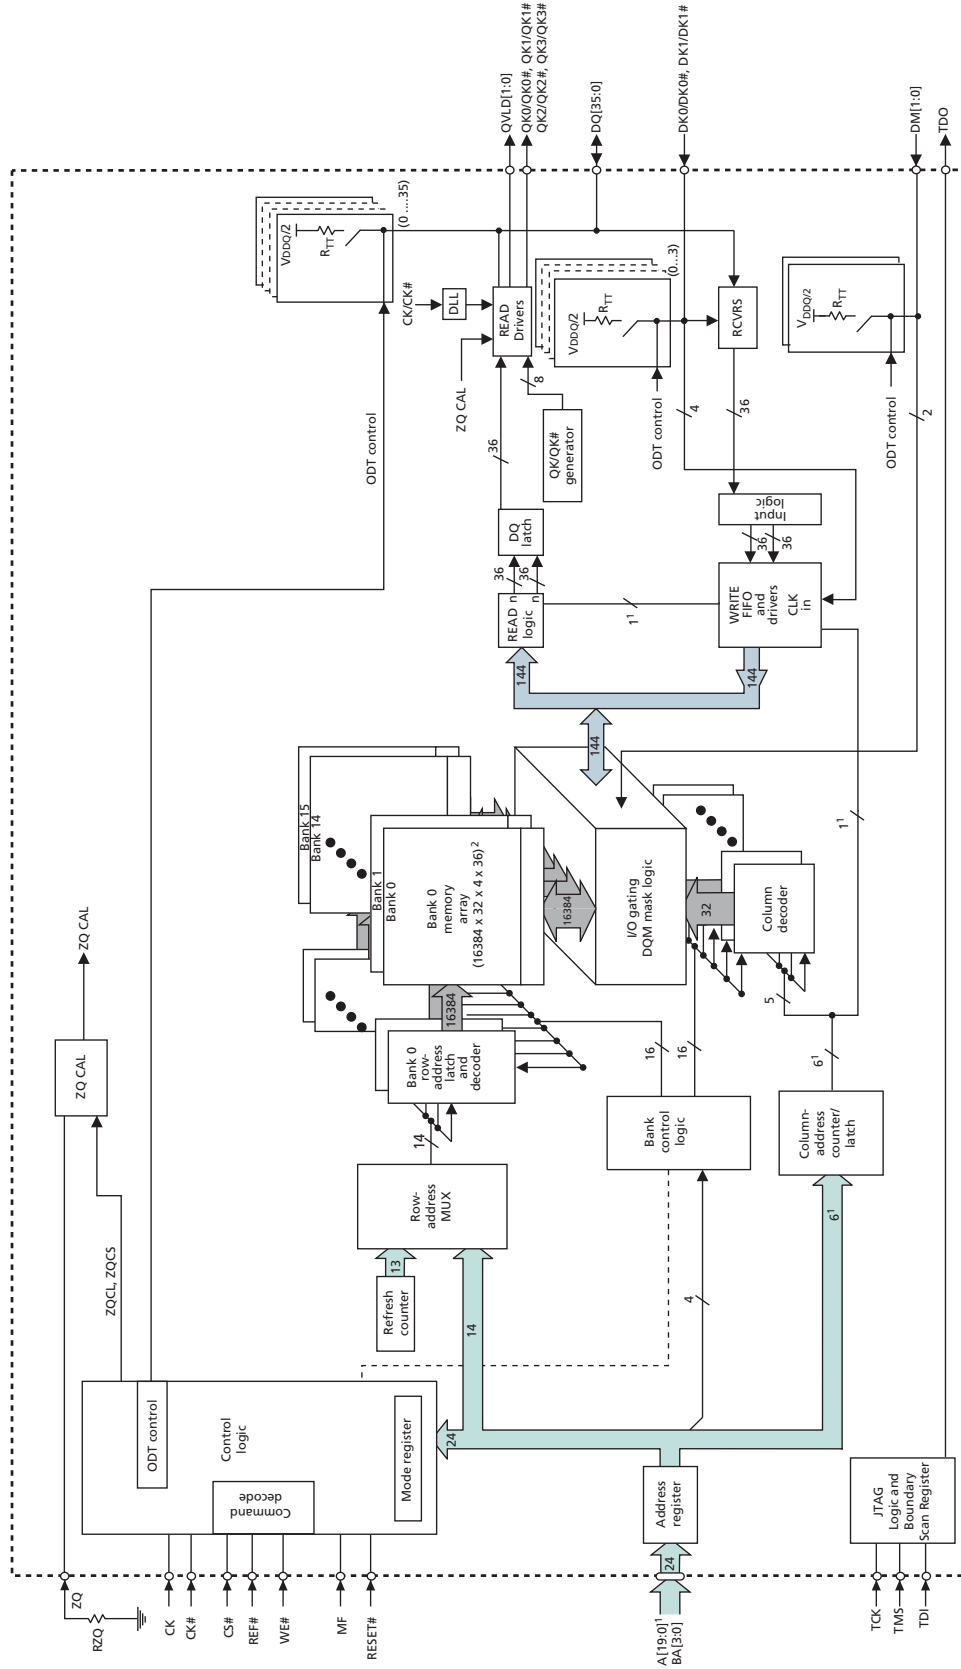 ZQ
RZQ
CK
CK#
CS#
REF#
WE#
MF
RESET#
A[19:0]¹
BA[3:0]
TCK
TMS
TDI
24
ODT control
Control
logic
Command
decode
Mode register
24
Address
register
JTAG
Logic and
Boundary
Scan Register
ZQCL, ZQCS
ZQ CAL
ZQ CAL
Refresh
counter
13
14
Row-
address
MUX
14
4
6¹
Bank
control
logic
16
16
Column-
address
counter/
latch
6¹
5
1¹
Bank 0
row-
address
latch
and
decoder
16384
Bank 15
Bank 14
Bank 1
Bank 0
Bank 0
memory
array
(16384 x 32 x 4 x 36)²
16384
I/O gating
DQM mask logic
32
Column
decoder
144
144
144
READ
logic
n
n
36
36
DQ
latch
1¹
WRITE
FIFO
and
drivers
CLK
in
36
36
Input
logic
36
QK/QK#
generator
8
ZQ CAL
CK/CK#
DLL
READ
Drivers
ODT control
VDDQ/2
RTT
(0 ....35)
ODT control
VDDQ/2
RTT
(0...3)
4
36
RCVRS
ODT control
VDDQ/2
RTT
2
QVLD[1:0]
QK0/QK0#, QK1/QK1#
QK2/QK2#, QK3/QK3#
DQ[35:0]
DK0/DK0#, DK1/DK1#
DM[1:0]
TDO